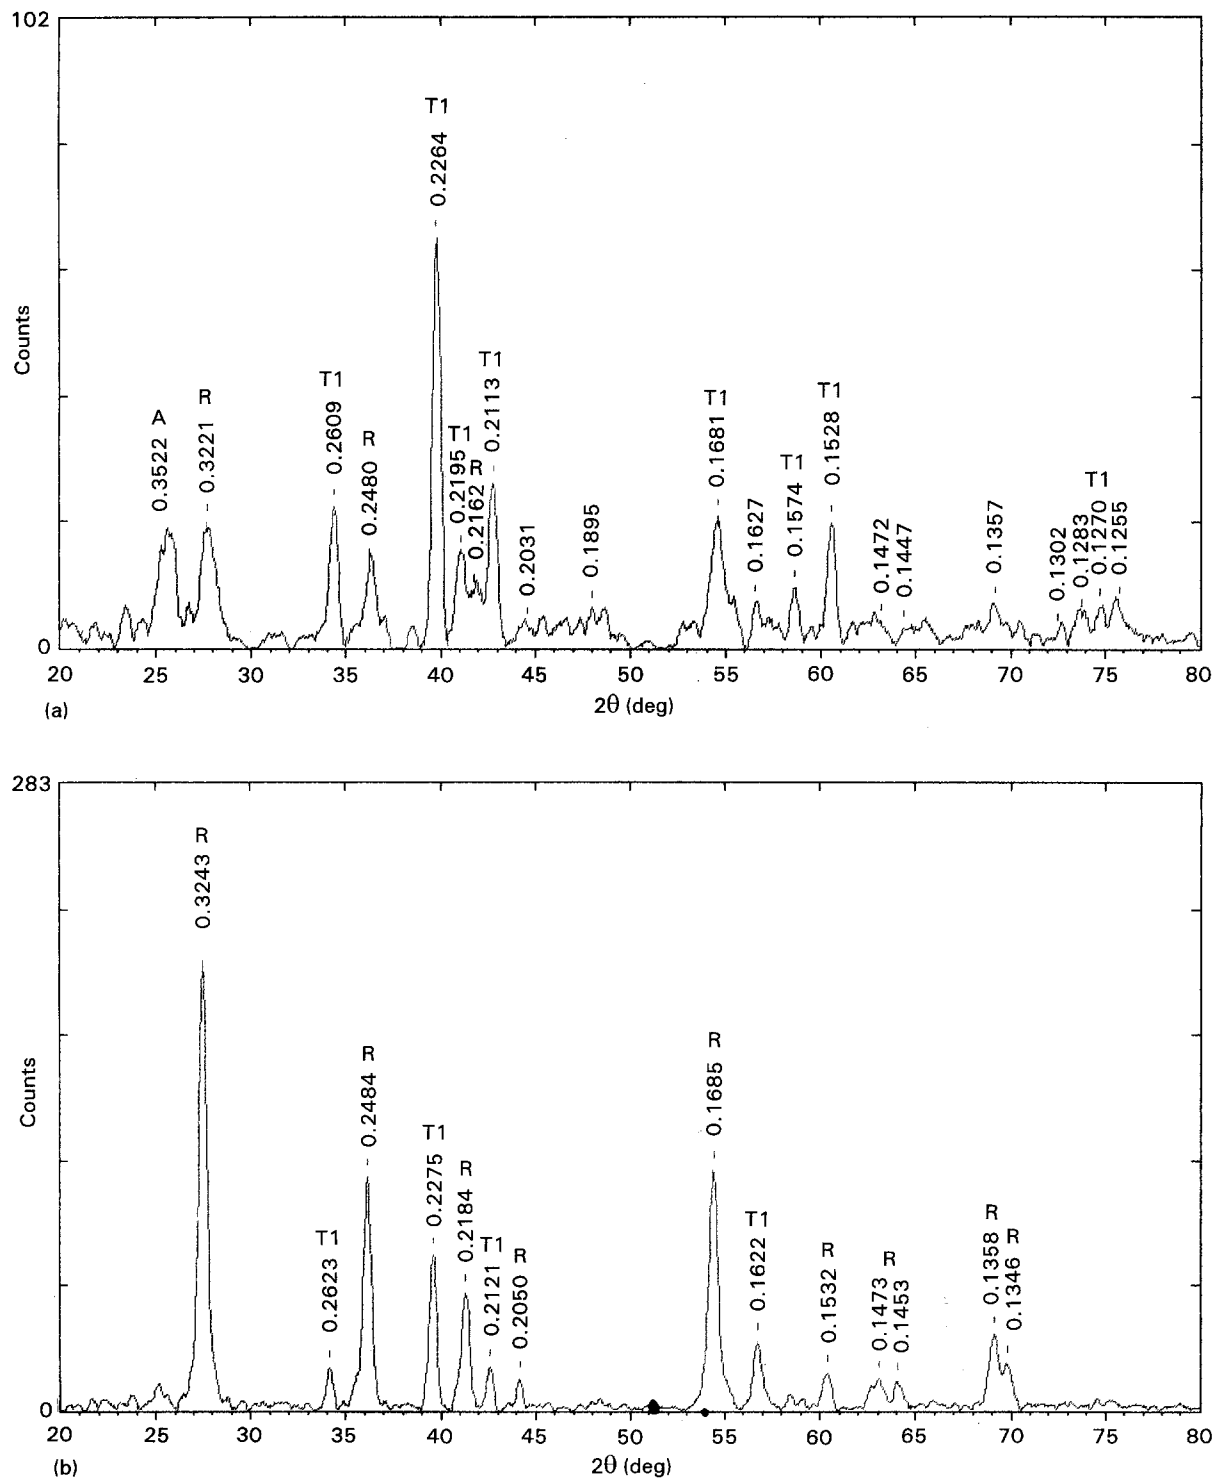 102
Counts
0
A
0.3522
R
0.3221
T1
0.2609
R
0.2480
T1
0.2264
T1
0.2195
R
0.2162
T1
0.2113
0.2031
0.1895
T1
0.1681
0.1627
T1
0.1574
T1
0.1528
0.1472
0.1447
0.1357
0.1302
0.1283
T1
0.1270
0.1255
20 25 30 35 40 45 50 55 60 65 70 75 80
(a) 2θ (deg)
283
Counts
0
R
0.3243
T1
0.2623
R
0.2484
T1
0.2275
R
0.2184
T1
0.2121
R
0.2050
R
0.1685
T1
0.1622
R
0.1532
0.1473
R
0.1453
R
0.1358
R
0.1346
20 25 30 35 40 45 50 55 60 65 70 75 80
(b) 2θ (deg)